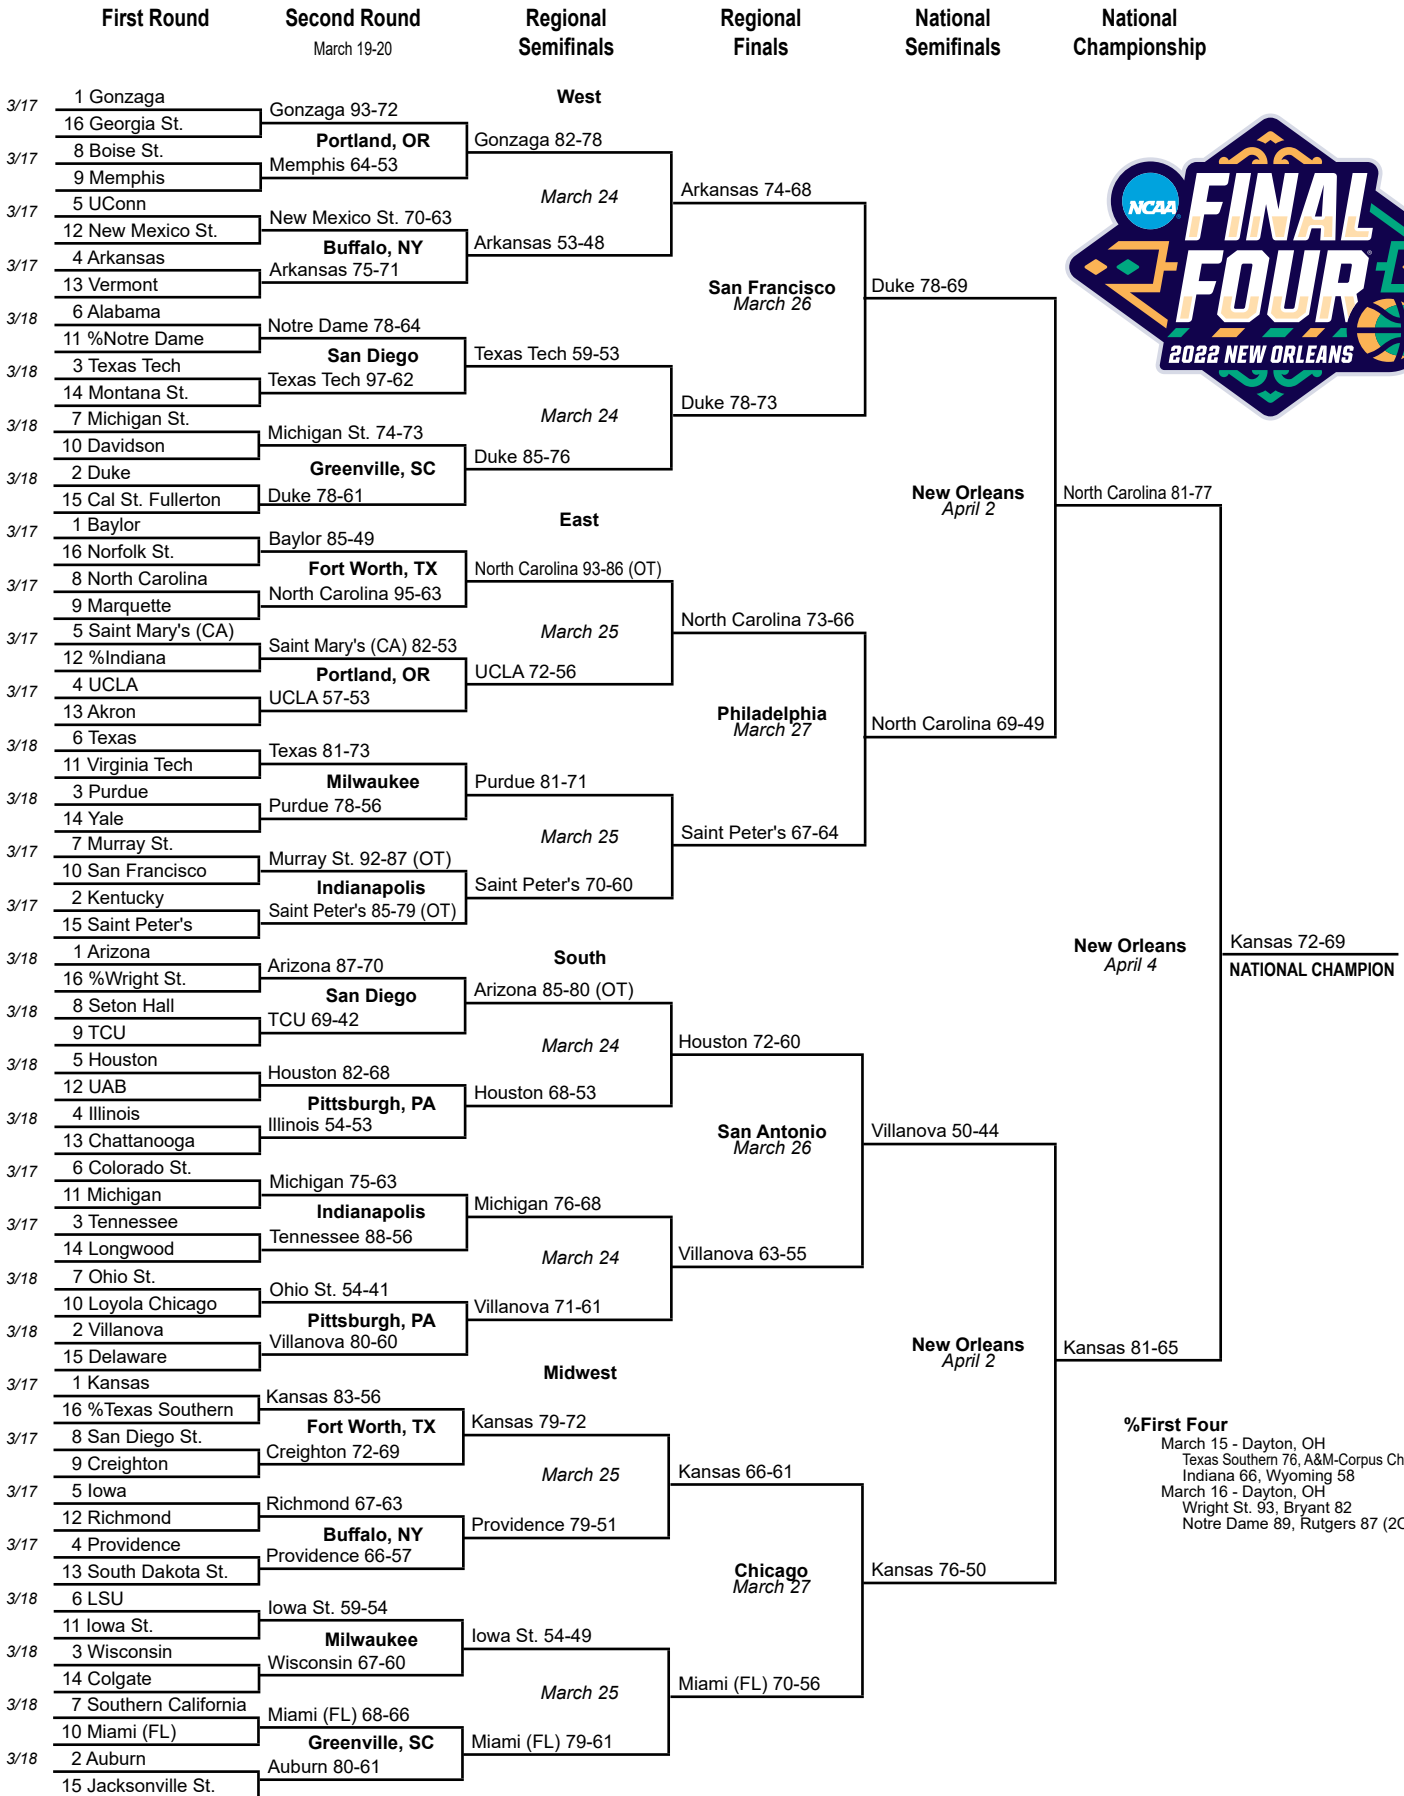 First Round
Second Round
March 19-20
Regional
Semifinals
Regional
Finals
National
Semifinals
National
Championship
NCAA
FINAL
FOUR
2022 NEW ORLEANS
West
3/17
1 Gonzaga
16 Georgia St.
3/17
8 Boise St.
9 Memphis
3/17
5 UConn
12 New Mexico St.
3/17
4 Arkansas
13 Vermont
3/18
6 Alabama
11 %Notre Dame
3/18
3 Texas Tech
14 Montana St.
3/18
7 Michigan St.
10 Davidson
3/18
2 Duke
15 Cal St. Fullerton
Gonzaga 93-72
Portland, OR
Memphis 64-53
New Mexico St. 70-63
Buffalo, NY
Arkansas 75-71
Notre Dame 78-64
San Diego
Texas Tech 97-62
Michigan St. 74-73
Greenville, SC
Duke 78-61
Gonzaga 82-78
March 24
Arkansas 53-48
Texas Tech 59-53
March 24
Duke 85-76
Arkansas 74-68
San Francisco
March 26
Duke 78-73
Duke 78-69
East
3/17
1 Baylor
16 Norfolk St.
3/17
8 North Carolina
9 Marquette
3/17
5 Saint Mary's (CA)
12 %Indiana
3/17
4 UCLA
13 Akron
3/18
6 Texas
11 Virginia Tech
3/18
3 Purdue
14 Yale
3/17
7 Murray St.
10 San Francisco
3/17
2 Kentucky
15 Saint Peter's
Baylor 85-49
Fort Worth, TX
North Carolina 95-63
Saint Mary's (CA) 82-53
Portland, OR
UCLA 57-53
Texas 81-73
Milwaukee
Purdue 78-56
Murray St. 92-87 (OT)
Indianapolis
Saint Peter's 85-79 (OT)
North Carolina 93-86 (OT)
March 25
UCLA 72-56
Purdue 81-71
March 25
Saint Peter's 70-60
North Carolina 73-66
Philadelphia
March 27
Saint Peter's 67-64
North Carolina 69-49
New Orleans
April 2
North Carolina 81-77
South
3/18
1 Arizona
16 %Wright St.
3/18
8 Seton Hall
9 TCU
3/18
5 Houston
12 UAB
3/18
4 Illinois
13 Chattanooga
3/17
6 Colorado St.
11 Michigan
3/17
3 Tennessee
14 Longwood
3/18
7 Ohio St.
10 Loyola Chicago
3/18
2 Villanova
15 Delaware
Arizona 87-70
San Diego
TCU 69-42
Houston 82-68
Pittsburgh, PA
Illinois 54-53
Michigan 75-63
Indianapolis
Tennessee 88-56
Ohio St. 54-41
Pittsburgh, PA
Villanova 80-60
Arizona 85-80 (OT)
March 24
Houston 68-53
Michigan 76-68
March 24
Villanova 71-61
Houston 72-60
San Antonio
March 26
Villanova 63-55
Villanova 50-44
Midwest
3/17
1 Kansas
16 %Texas Southern
3/17
8 San Diego St.
9 Creighton
3/17
5 Iowa
12 Richmond
3/17
4 Providence
13 South Dakota St.
3/18
6 LSU
11 Iowa St.
3/18
3 Wisconsin
14 Colgate
3/18
7 Southern California
10 Miami (FL)
3/18
2 Auburn
15 Jacksonville St.
Kansas 83-56
Fort Worth, TX
Creighton 72-69
Richmond 67-63
Buffalo, NY
Providence 66-57
Iowa St. 59-54
Milwaukee
Wisconsin 67-60
Miami (FL) 68-66
Greenville, SC
Auburn 80-61
Kansas 79-72
March 25
Providence 79-51
Iowa St. 54-49
March 25
Miami (FL) 79-61
Kansas 66-61
Chicago
March 27
Miami (FL) 70-56
Kansas 76-50
New Orleans
April 2
Kansas 81-65
New Orleans
April 4
Kansas 72-69
NATIONAL CHAMPION
%First Four
March 15 - Dayton, OH
Texas Southern 76, A&M-Corpus Ch
Indiana 66, Wyoming 58
March 16 - Dayton, OH
Wright St. 93, Bryant 82
Notre Dame 89, Rutgers 87 (2O